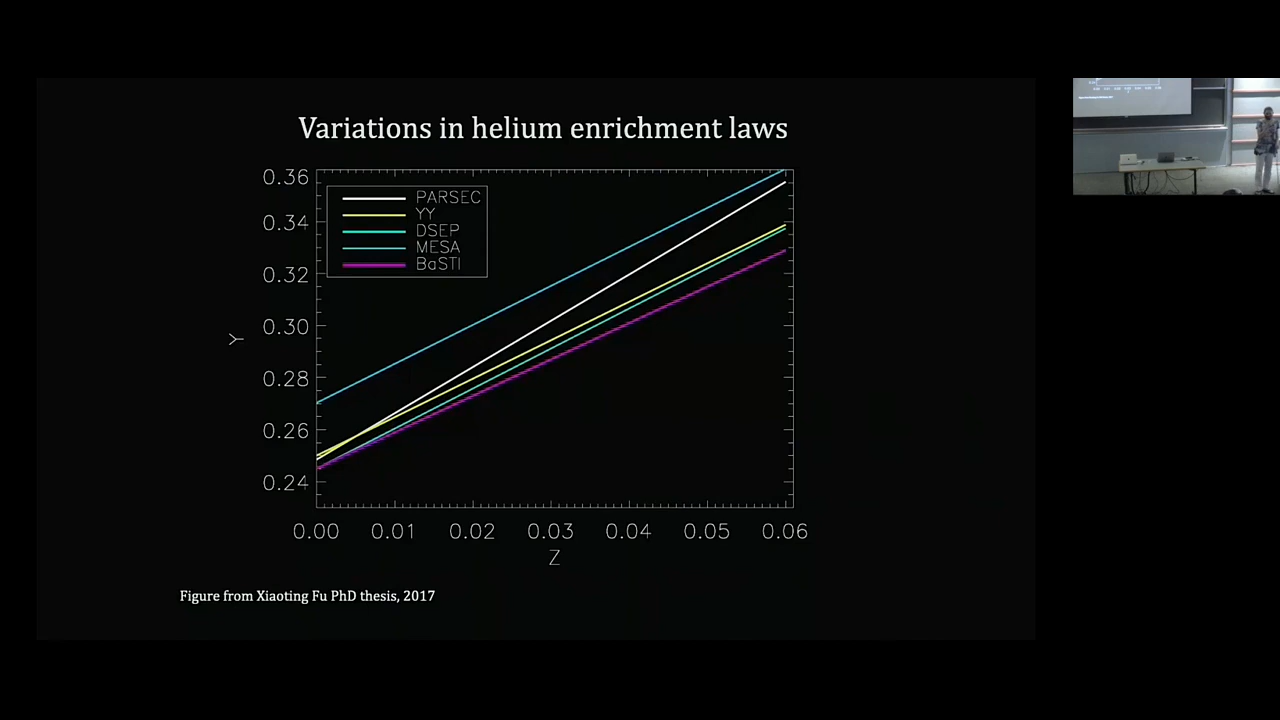 Variations in helium enrichment laws
0.36
0.34
0.32
0.30
0.28
0.26
0.24
Y
PARSEC
YY
DSEP
MESA
BaSTI
0.00 0.01 0.02 0.03 0.04 0.05 0.06
Z
Figure from Xiaoting Fu PhD thesis, 2017